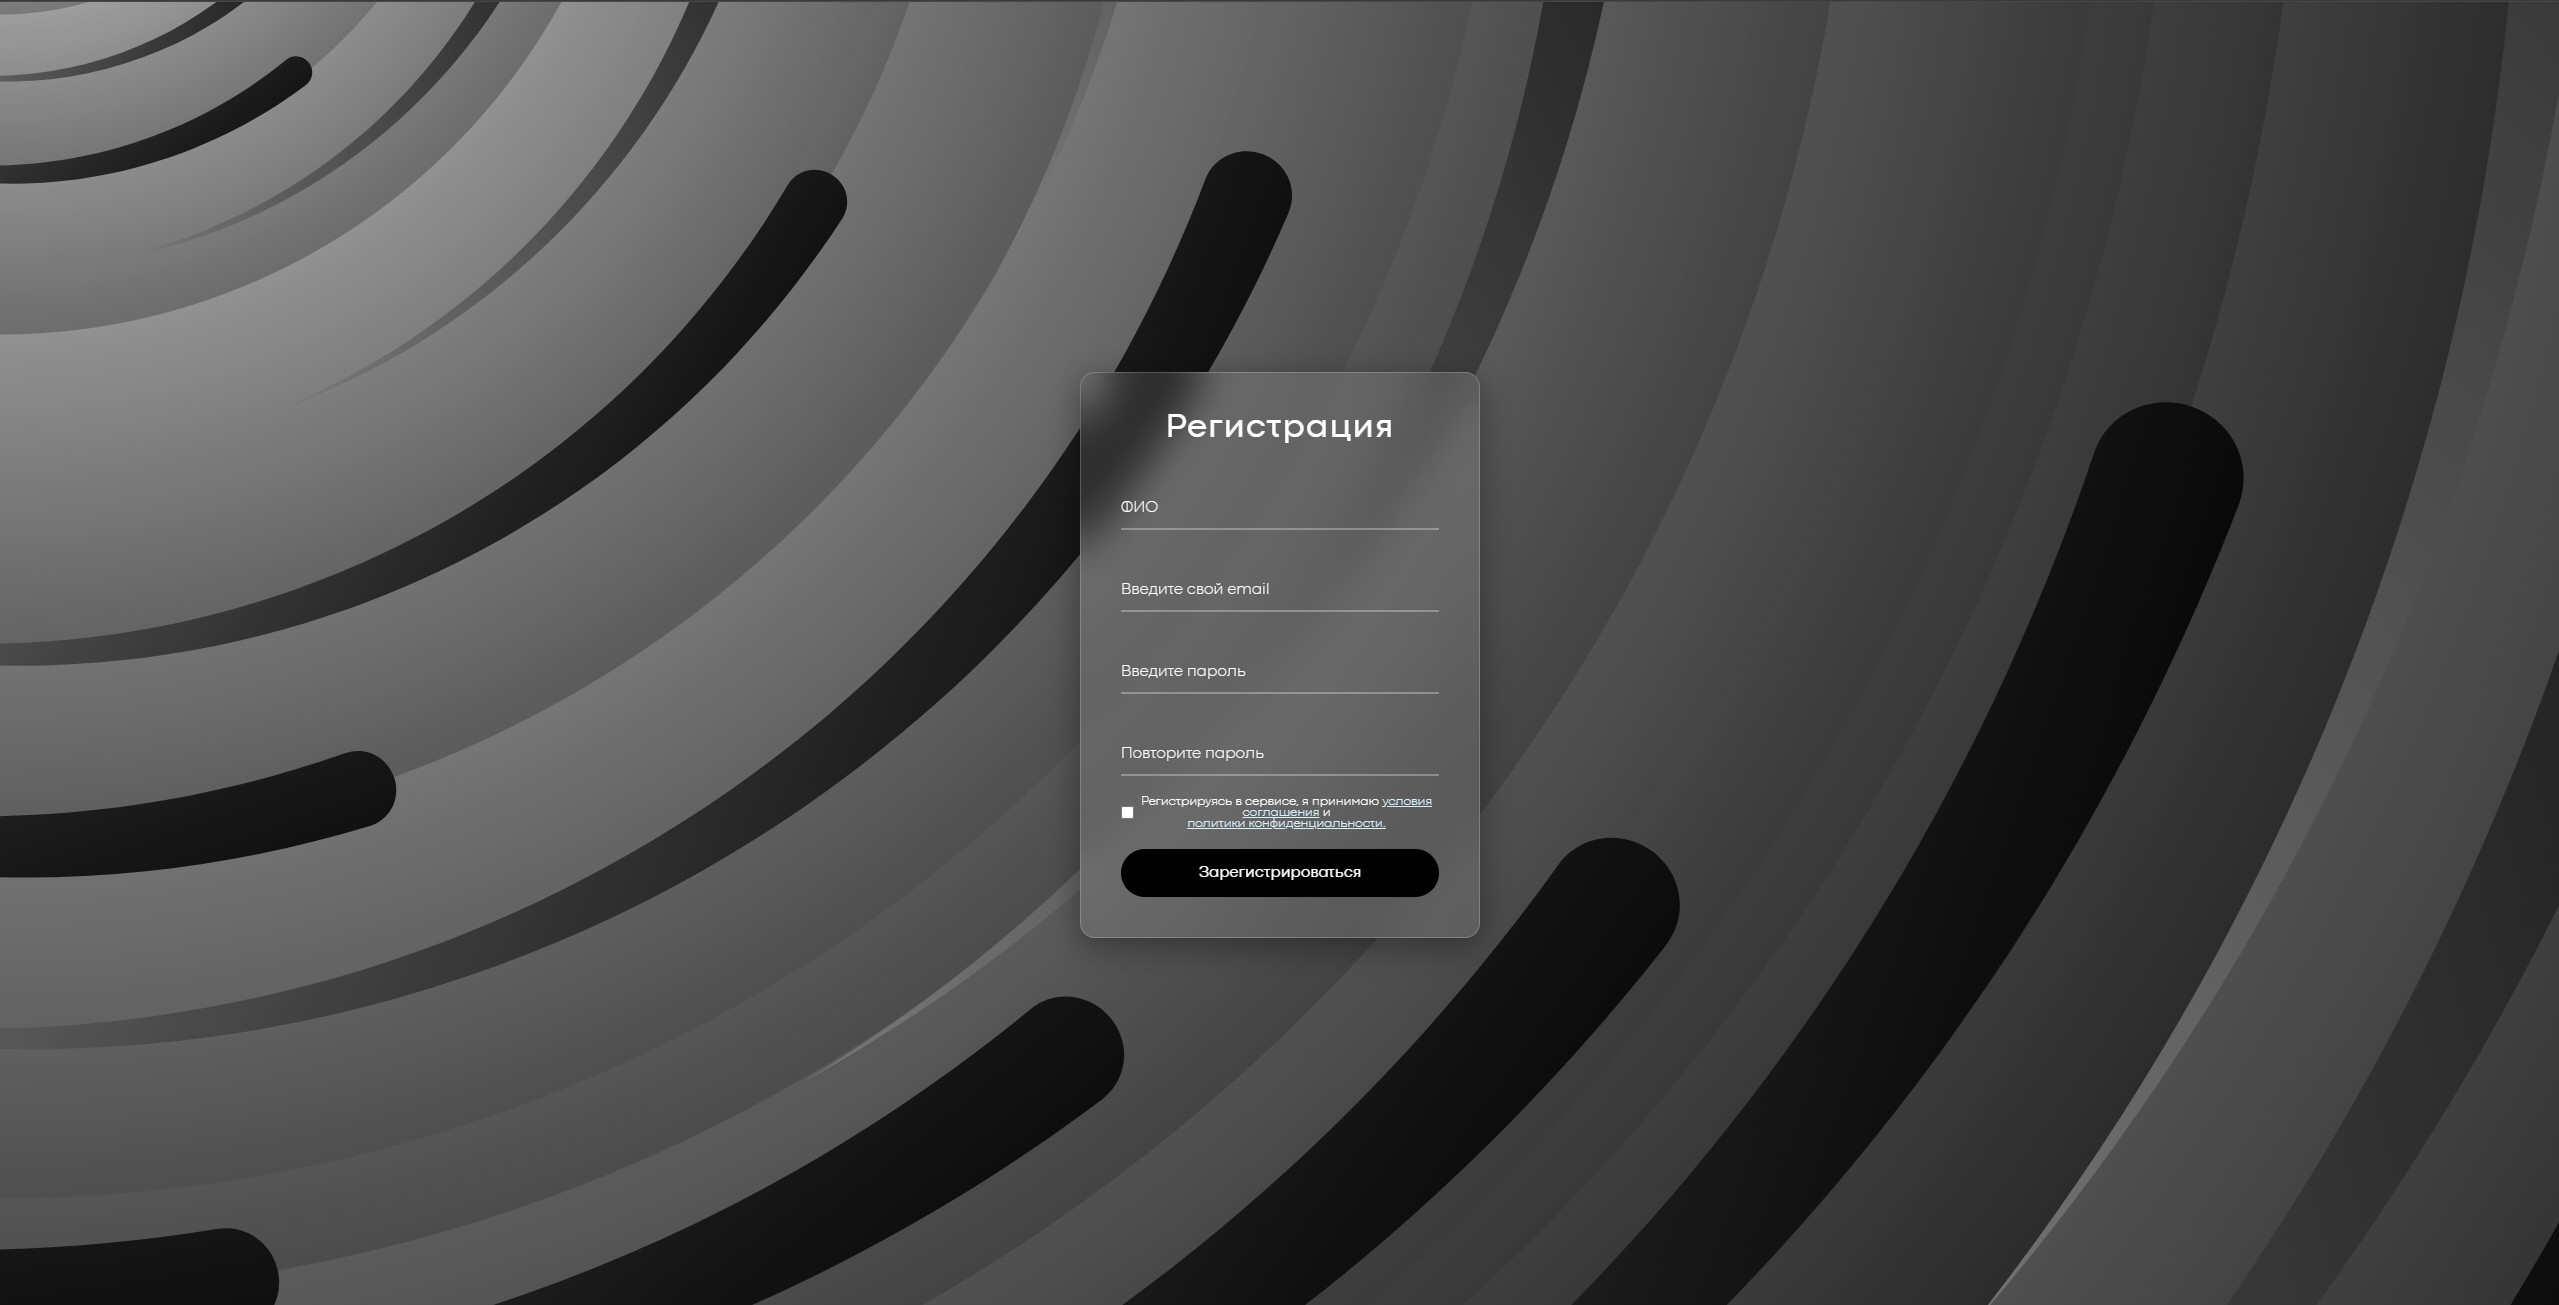 Регистрация
ФИО
Введите свой email
Введите пароль
Повторите пароль
Регистрируясь в сервисе, я принимаю условия
соглашения и
политики конфиденциальности.
Зарегистрироваться